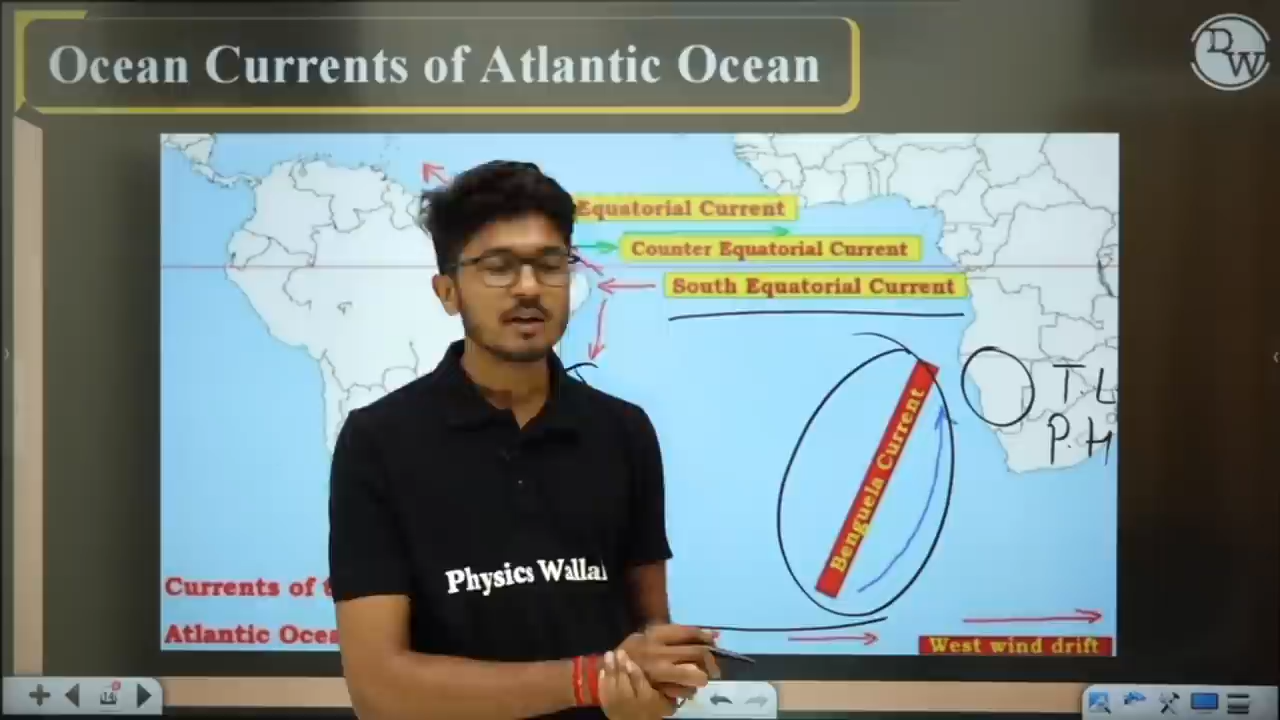 Ocean Currents of Atlantic Ocean
DW
Equatorial Current
Counter Equatorial Current
South Equatorial Current
Benguela Current
T L
P.H
Physics Wallah
Currents of
Atlantic Ocea
West wind drift